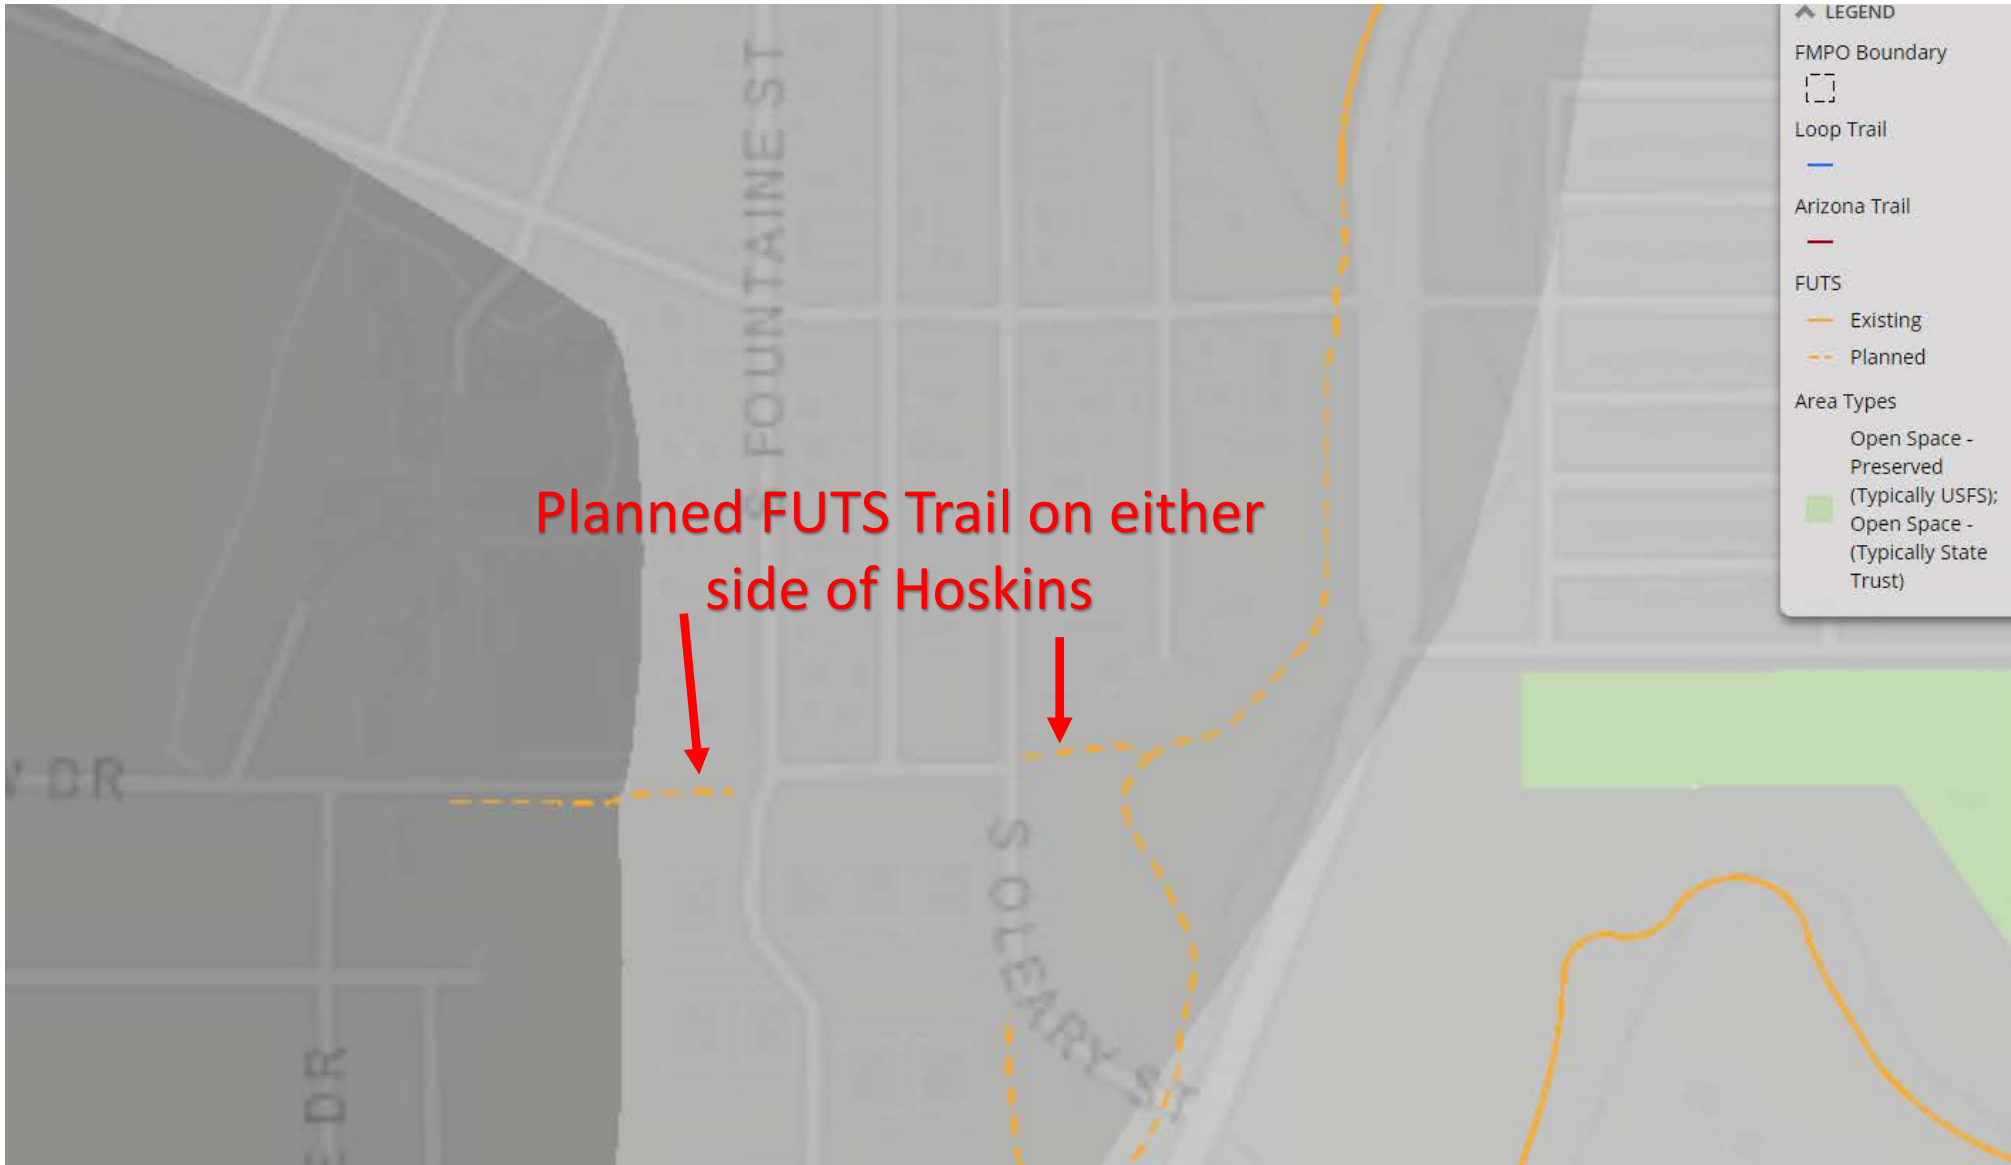 LEGEND
FMPO Boundary
Loop Trail
Arizona Trail
FUTS
Existing
Planned
Area Types
Open Space -
Preserved
(Typically USFS);
Open Space -
(Typically State
Trust)
S FOUNTAINE ST
Planned FUTS Trail on either
side of Hoskins
DR
S O'LEARY ST
DR